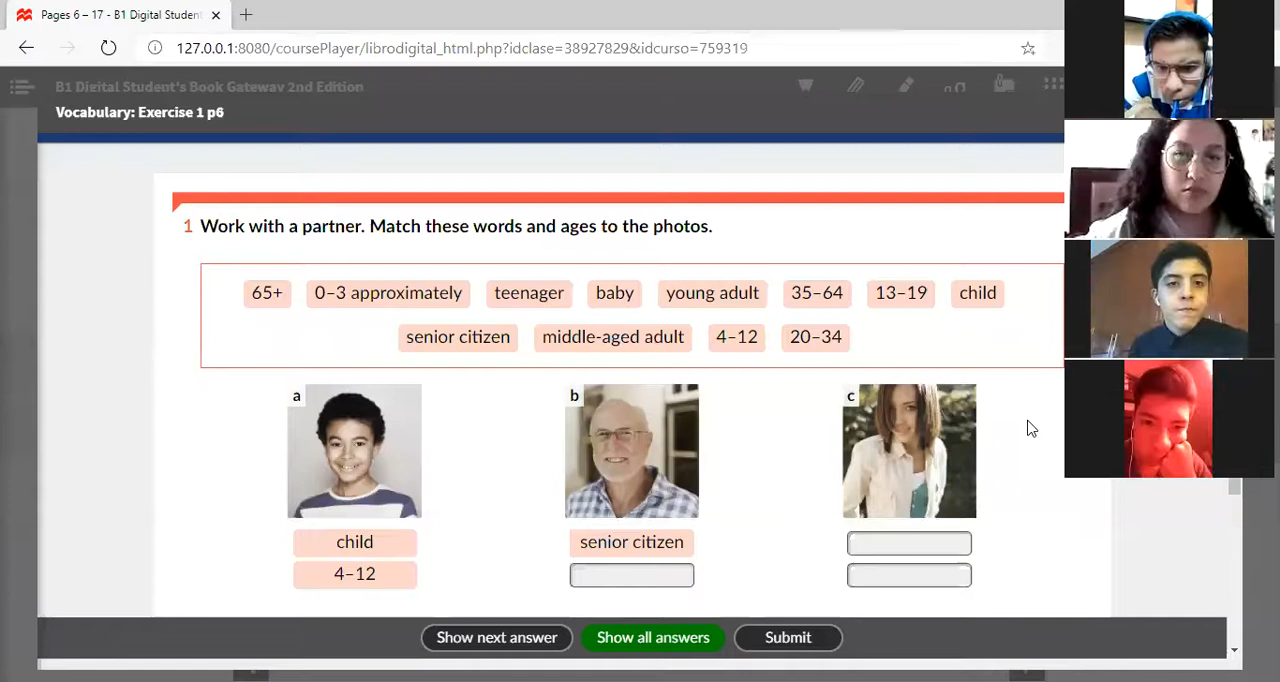 Pages 6 – 17 - B1 Digital Student
127.0.0.1:8080/coursePlayer/librodigital_html.php?idclase=38927829&idcurso=759319
B1 Digital Student's Book Gateway 2nd Edition
Vocabulary: Exercise 1 p6
1 Work with a partner. Match these words and ages to the photos.
65+ 0–3 approximately teenager baby young adult 35–64 13–19 child
senior citizen middle-aged adult 4–12 20–34
a b c
child senior citizen
4–12
Show next answer Show all answers Submit